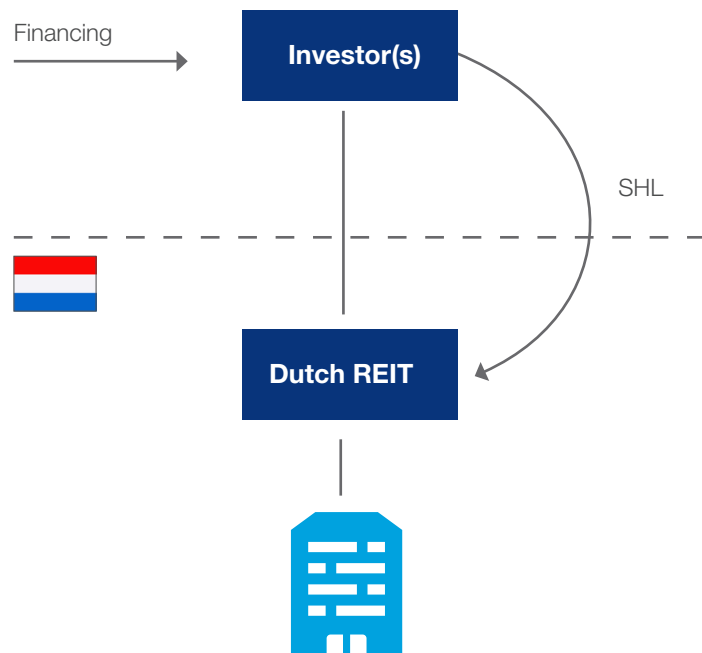 Financing
Investor(s)
SHL
Dutch REIT